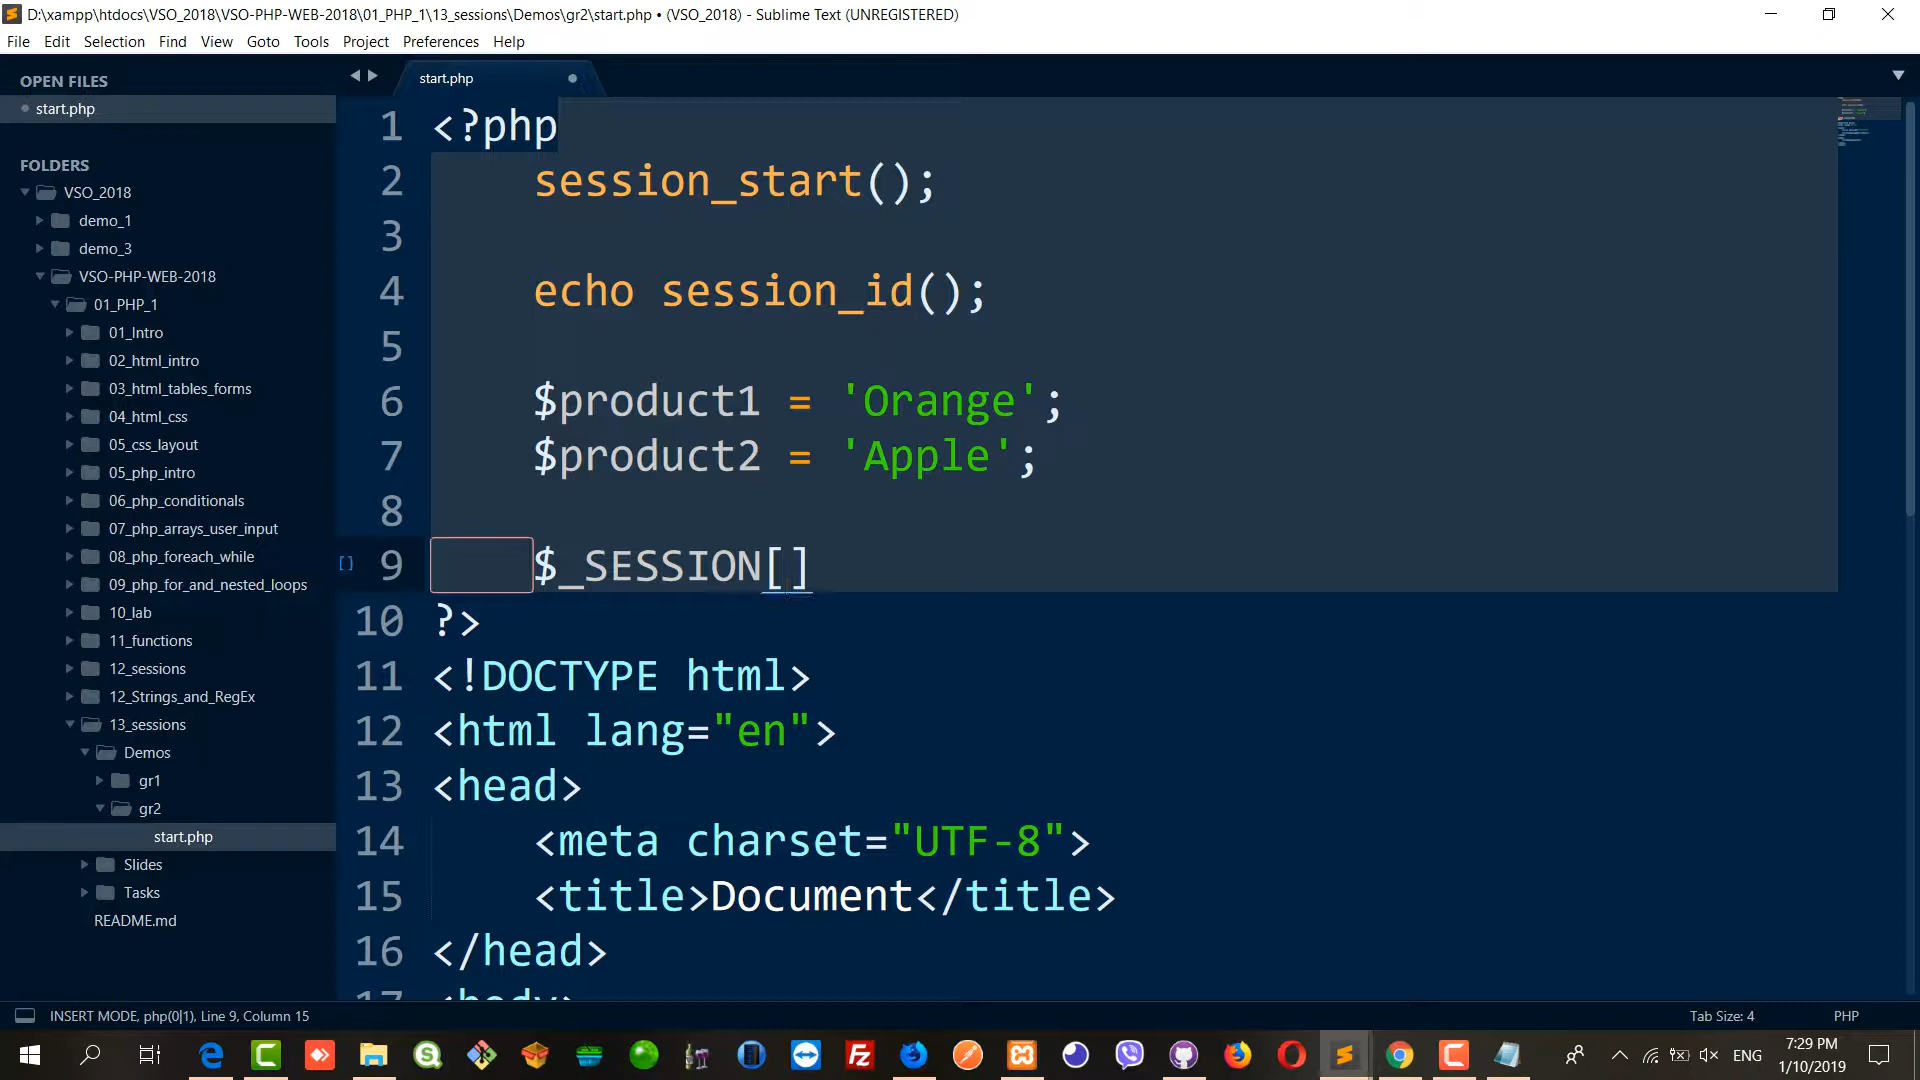 D:\xampp\htdocs\VSO_2018\VSO-PHP-WEB-2018\01_PHP_1\13_sessions\Demos\gr2\start.php • (VSO_2018) - Sublime Text (UNREGISTERED)
File Edit Selection Find View Goto Tools Project Preferences Help
OPEN FILES
start.php
FOLDERS
VSO_2018
demo_1
demo_3
VSO-PHP-WEB-2018
01_PHP_1
01_Intro
02_html_intro
03_html_tables_forms
04_html_css
05_css_layout
05_php_intro
06_php_conditionals
07_php_arrays_user_input
08_php_foreach_while
09_php_for_and_nested_loops
10_lab
11_functions
12_sessions
12_Strings_and_RegEx
13_sessions
Demos
gr1
gr2
start.php
Slides
Tasks
README.md
start.php
1 <?php
2 session_start();
3
4 echo session_id();
5
6 $product1 = 'Orange';
7 $product2 = 'Apple';
8
[] 9 $_SESSION[]
10 ?>
11 <!DOCTYPE html>
12 <html lang="en">
13 <head>
14 <meta charset="UTF-8">
15 <title>Document</title>
16 </head>
17 <body>
INSERT MODE, php(0|1), Line 9, Column 15 Tab Size: 4 PHP
ENG
7:29 PM
1/10/2019